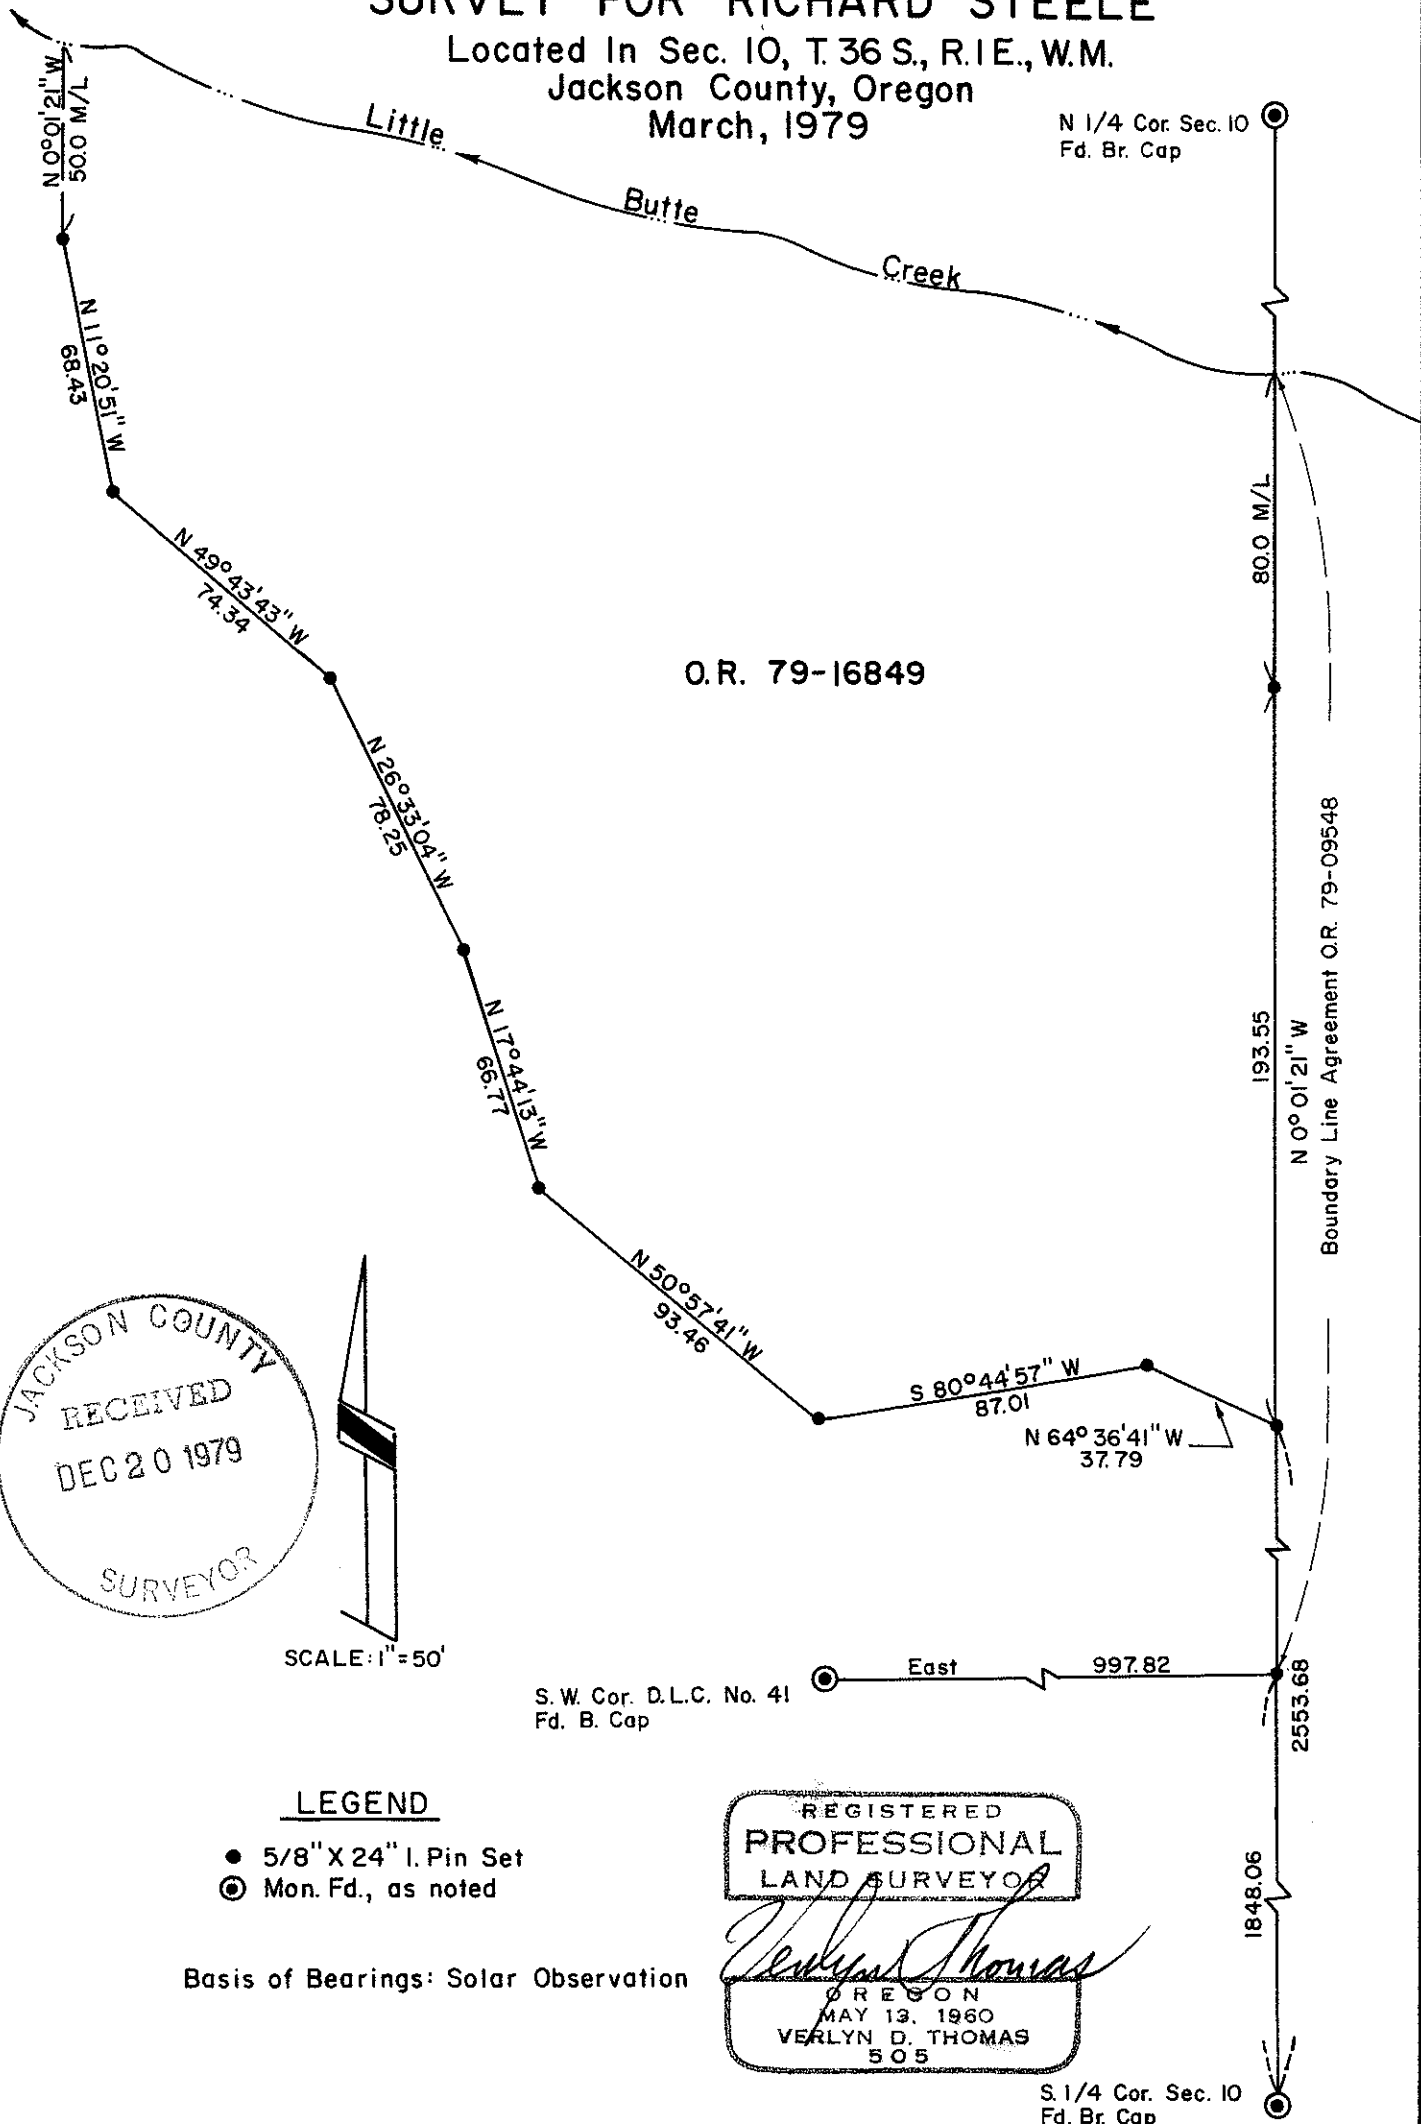 SURVEY FOR RICHARD STEELE
Located In Sec. 10, T. 36 S., R. 1 E., W.M.
Jackson County, Oregon
March, 1979
N 1/4 Cor. Sec. 10
Fd. Br. Cap
N 0°01'21" W
50.0 M/L
Little
Butte
Creek
N 11°20'51" W
68.43
N 49°43'43" W
74.34
80.0 M/L
O.R. 79-16849
N 26°33'04" W
78.25
N 17°44'13" W
66.77
193.55
N 0° 01' 21" W
Boundary Line Agreement O.R. 79-09548
N 50°57'41" W
93.46
S 80°44'57" W
87.01
N 64°36'41" W
37.79
JACKSON COUNTY
RECEIVED
DEC 20 1979
SURVEYOR
SCALE: 1"=50'
East 997.82
S. W. Cor. D.L.C. No. 41
Fd. B. Cap
2553.68
LEGEND
5/8" X 24" I. Pin Set
Mon. Fd., as noted
Basis of Bearings: Solar Observation
REGISTERED
PROFESSIONAL
LAND SURVEYOR
Verlyn D Thomas
OREGON
MAY 13, 1960
VERLYN D. THOMAS
505
1848.06
S. 1/4 Cor. Sec. 10
Fd. Br. Cap